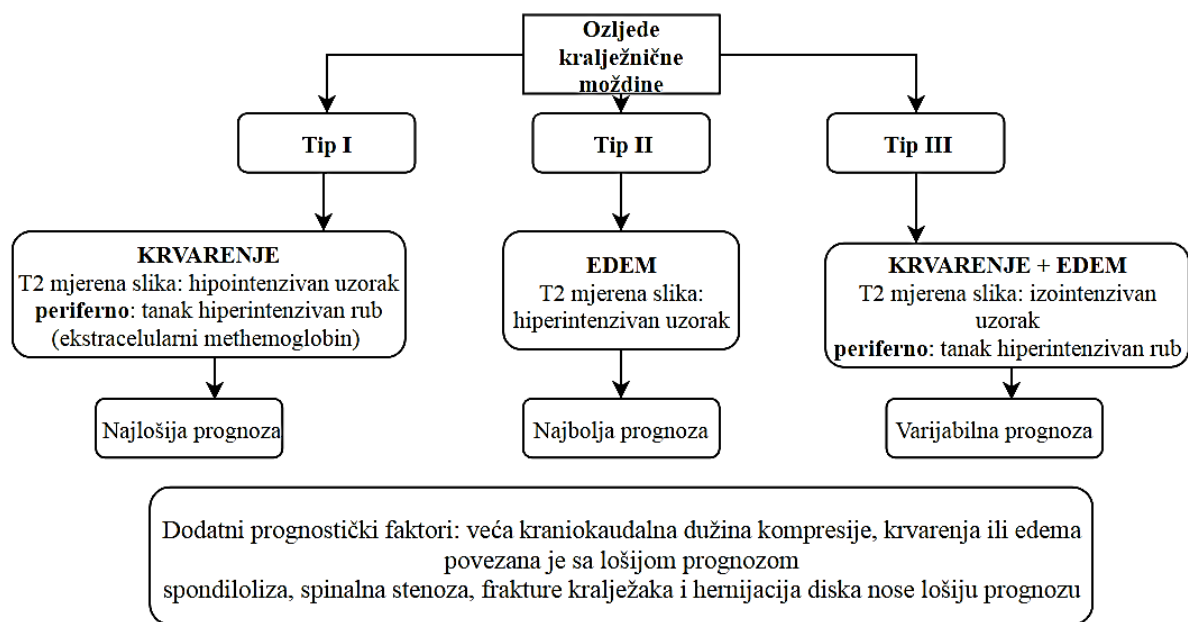 Ozljede
kralježnične
moždine
Tip I
Tip II
Tip III
KRVARENJE
T2 mjerena slika: hipointenzivan uzorak
periferno: tanak hiperintenzivan rub
(ekstracelularni methemoglobin)
EDEM
T2 mjerena slika:
hiperintenzivan uzorak
KRVARENJE + EDEM
T2 mjerena slika: izointenzivan
uzorak
periferno: tanak hiperintenzivan rub
Najlošija prognoza
Najbolja prognoza
Varijabilna prognoza
Dodatni prognostički faktori: veća kraniokaudalna dužina kompresije, krvarenja ili edema
povezana je sa lošijom prognozom
spondiloliza, spinalna stenoza, frakture kralježaka i hernijacija diska nose lošiju prognozu